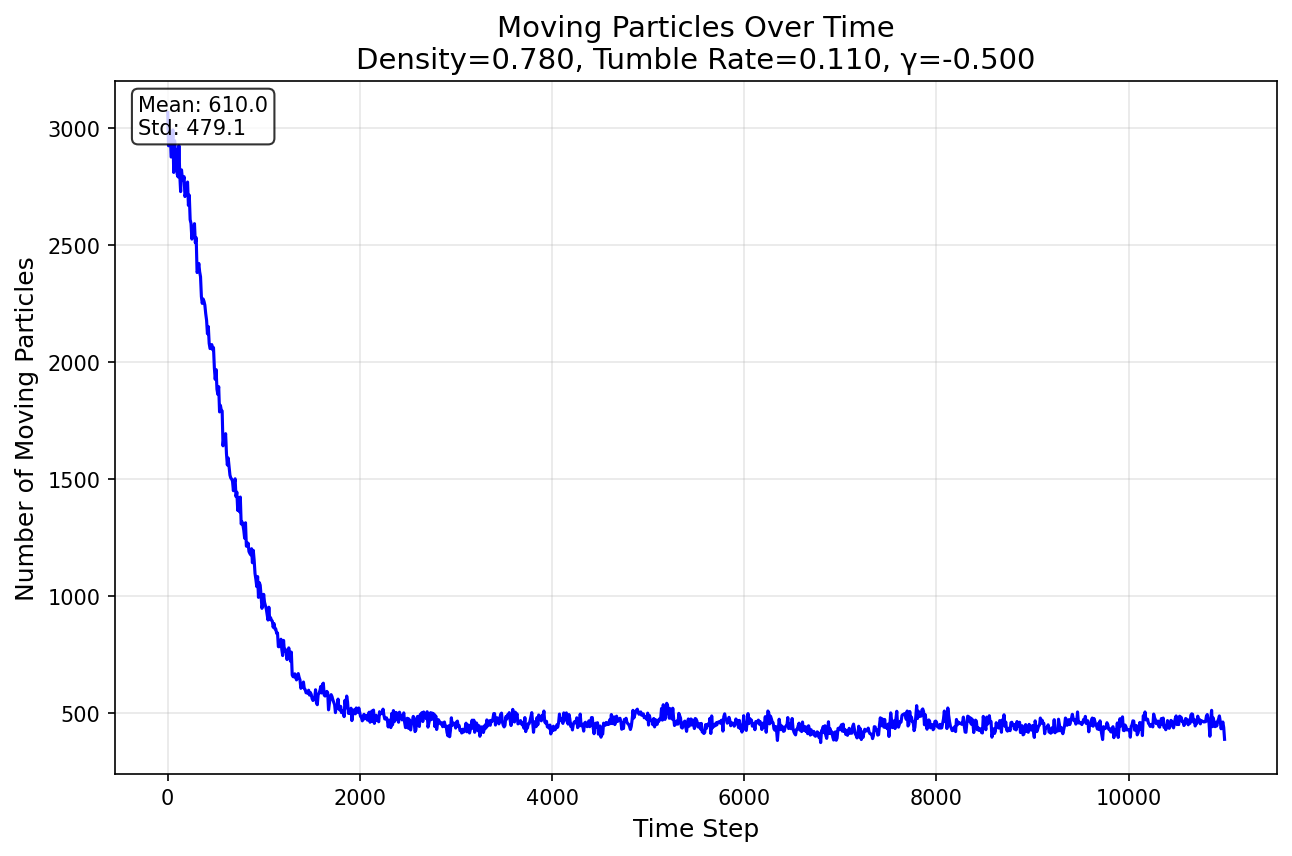 Moving Particles Over Time
Density=0.780, Tumble Rate=0.110, γ=-0.500
Mean: 610.0
Std: 479.1
Number of Moving Particles
3000
2500
2000
1500
1000
500
0 2000 4000 6000 8000 10000
Time Step